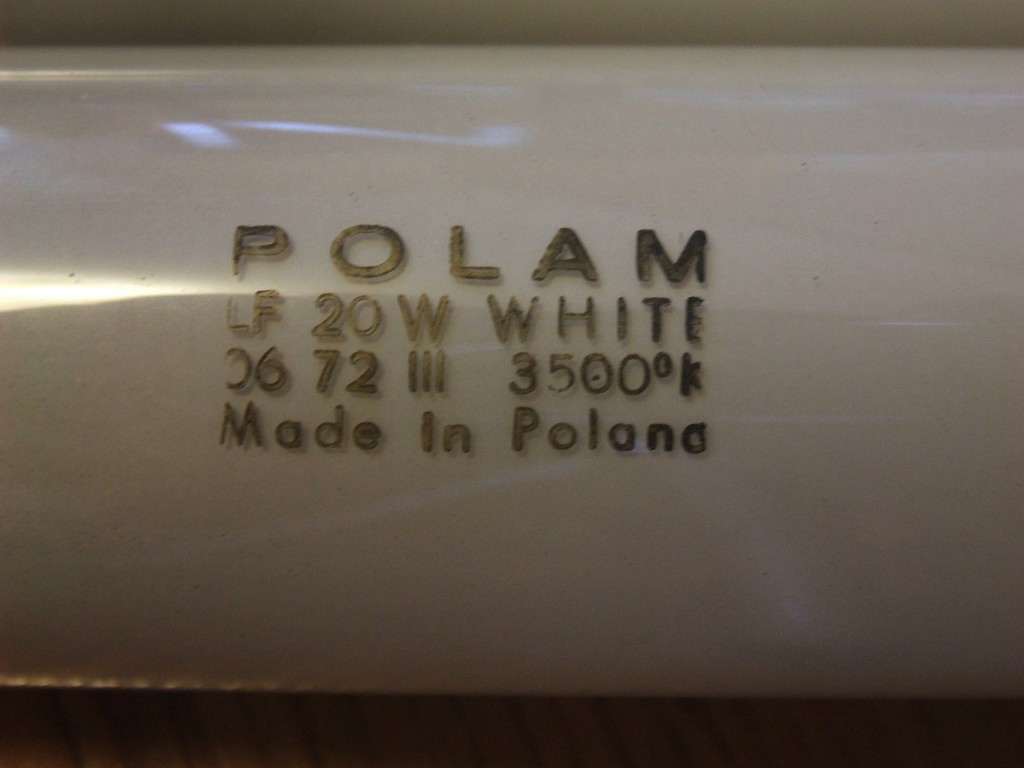 POLAM
LF 20W WHITE
06 72 III 3500°k
Made In Poland